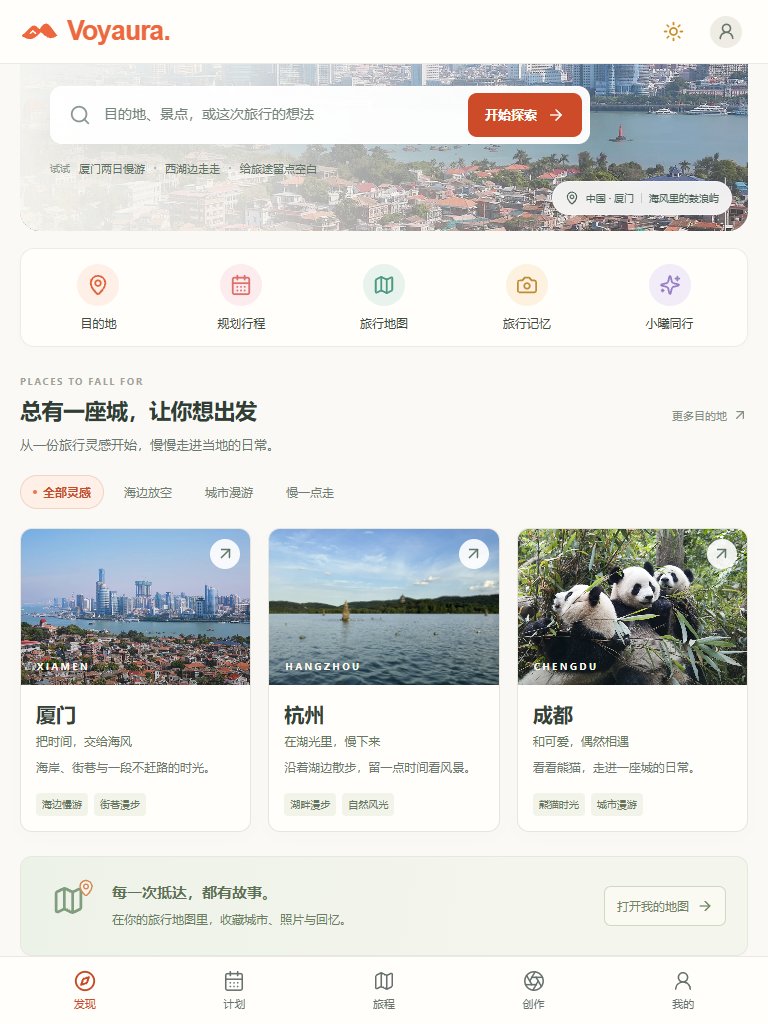 Voyaura.
目的地、景点，或这次旅行的想法
开始探索
试试 厦门两日慢游 · 西湖边走走 · 给旅途留点空白
中国 · 厦门 | 海风里的鼓浪屿
目的地
规划行程
旅行地图
旅行记忆
小曦同行
PLACES TO FALL FOR
总有一座城，让你想出发
更多目的地
从一份旅行灵感开始，慢慢走进当地的日常。
全部灵感
海边放空
城市漫游
慢一点走
XIAMEN
厦门
把时间，交给海风
海岸、街巷与一段不赶路的时光。
海边慢游 街巷漫步
HANGZHOU
杭州
在湖光里，慢下来
沿着湖边散步，留一点时间看风景。
湖畔漫步 自然风光
CHENGDU
成都
和可爱，偶然相遇
看看熊猫，走进一座城的日常。
熊猫时光 城市漫游
每一次抵达，都有故事。
在你的旅行地图里，收藏城市、照片与回忆。
打开我的地图
发现
计划
旅程
创作
我的